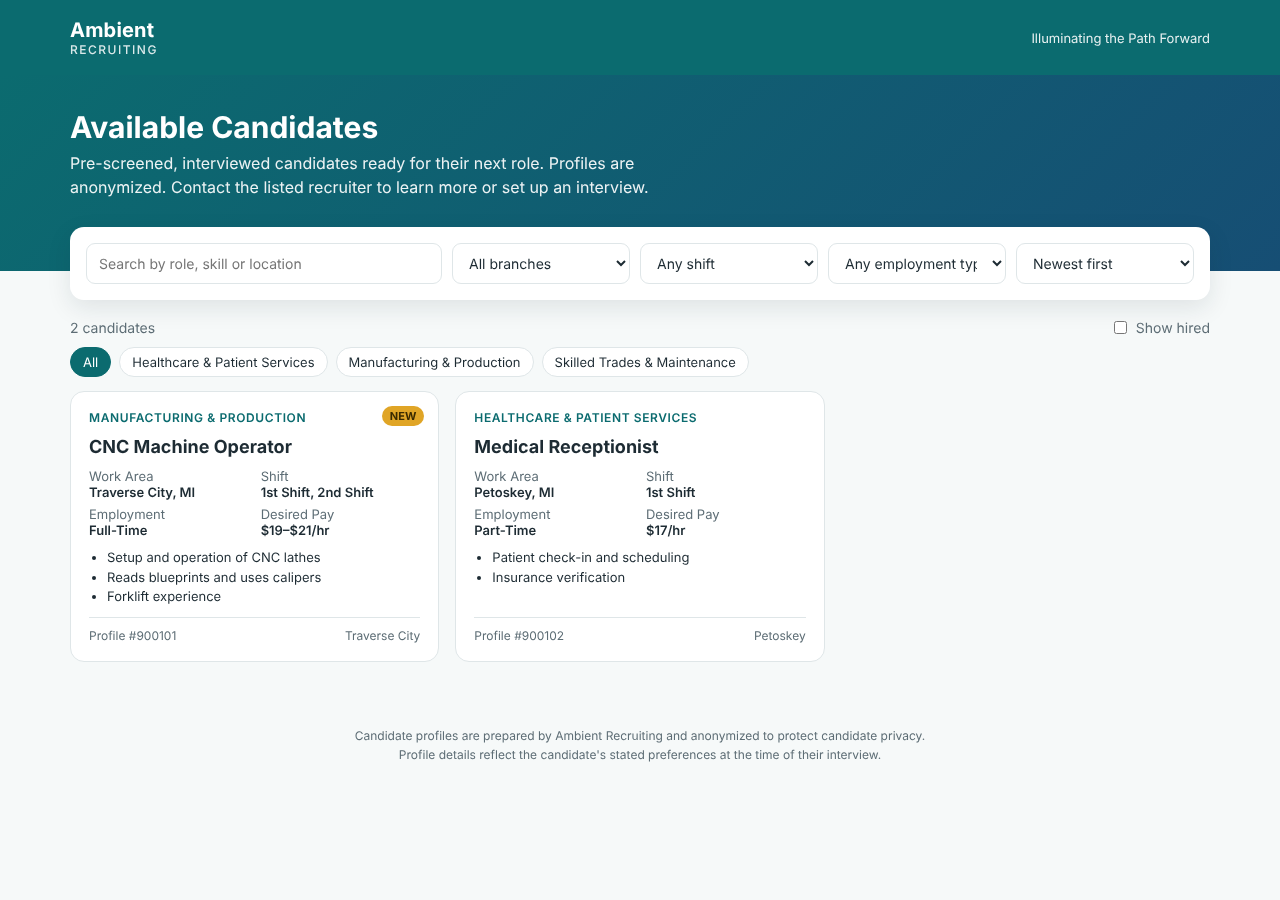 Ambient
RECRUITING
Illuminating the Path Forward
Available Candidates
Pre-screened, interviewed candidates ready for their next role. Profiles are
anonymized. Contact the listed recruiter to learn more or set up an interview.
Search by role, skill or location
All branches
Any shift
Any employment typ
Newest first
2 candidates
Show hired
All
Healthcare & Patient Services
Manufacturing & Production
Skilled Trades & Maintenance
MANUFACTURING & PRODUCTION
NEW
CNC Machine Operator
Work Area
Shift
Traverse City, MI
1st Shift, 2nd Shift
Employment
Desired Pay
Full-Time
$19–$21/hr
• Setup and operation of CNC lathes
• Reads blueprints and uses calipers
• Forklift experience
Profile #900101
Traverse City
HEALTHCARE & PATIENT SERVICES
Medical Receptionist
Work Area
Shift
Petoskey, MI
1st Shift
Employment
Desired Pay
Part-Time
$17/hr
• Patient check-in and scheduling
• Insurance verification
Profile #900102
Petoskey
Candidate profiles are prepared by Ambient Recruiting and anonymized to protect candidate privacy.
Profile details reflect the candidate's stated preferences at the time of their interview.